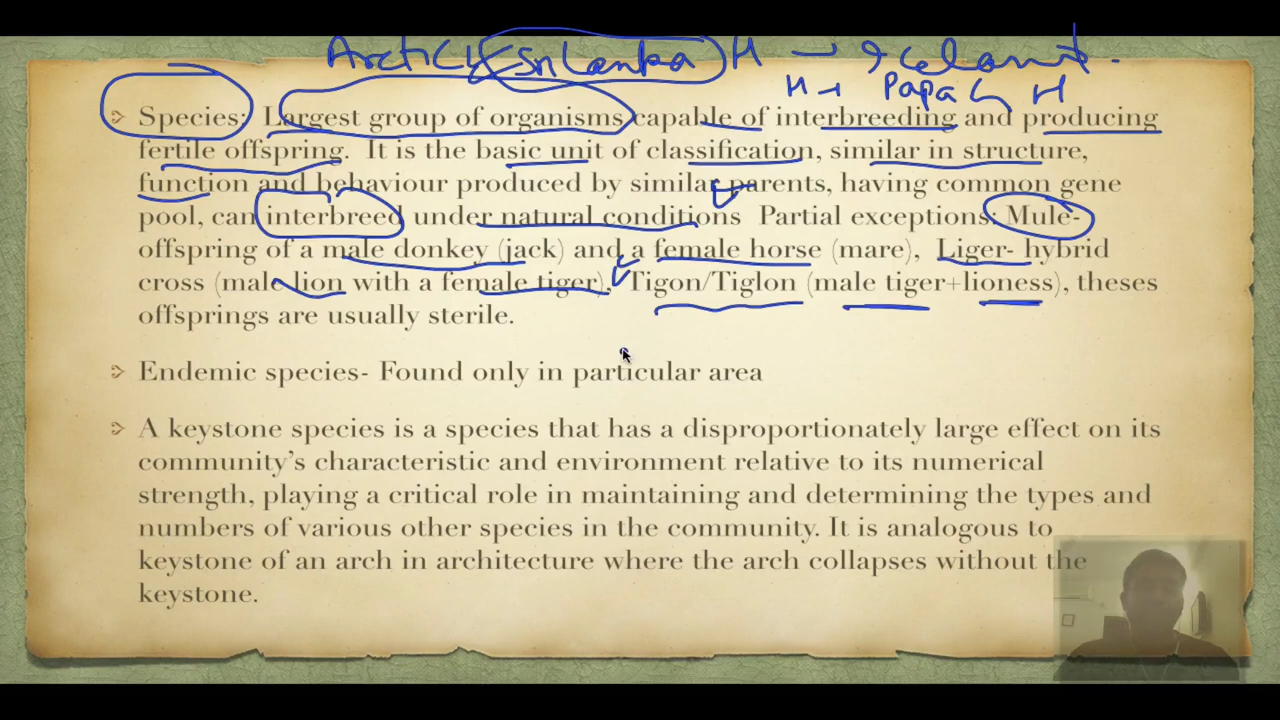 Arctic Sri Lanka H → Iceland
H → Papa H
Species: Largest group of organisms capable of interbreeding and producing
fertile offspring. It is the basic unit of classification, similar in structure,
function and behaviour produced by similar parents, having common gene
pool, can interbreed under natural conditions Partial exceptions: Mule-
offspring of a male donkey (jack) and a female horse (mare), Liger- hybrid
cross (male lion with a female tiger), Tigon/Tiglon (male tiger+lioness), theses
offsprings are usually sterile.
Endemic species- Found only in particular area
A keystone species is a species that has a disproportionately large effect on its
community’s characteristic and environment relative to its numerical
strength, playing a critical role in maintaining and determining the types and
numbers of various other species in the community. It is analogous to
keystone of an arch in architecture where the arch collapses without the
keystone.